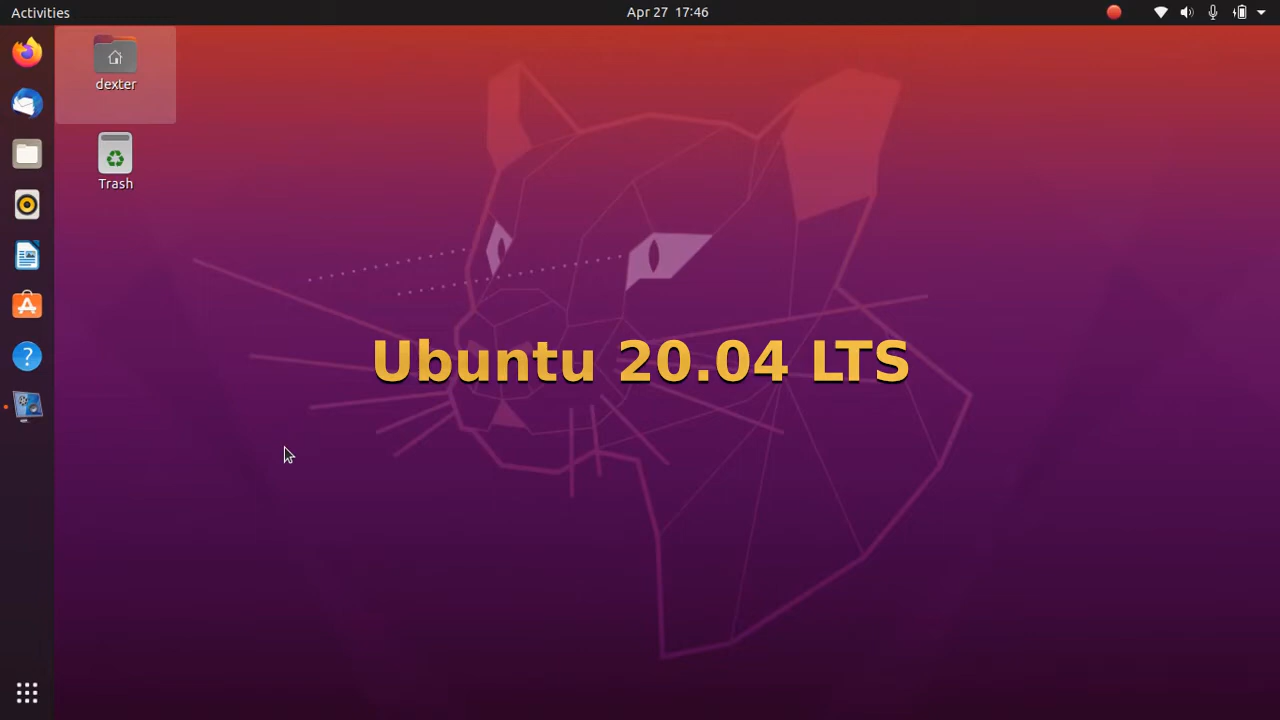 Activities
Apr 27 17:46
dexter
Trash
Ubuntu 20.04 LTS